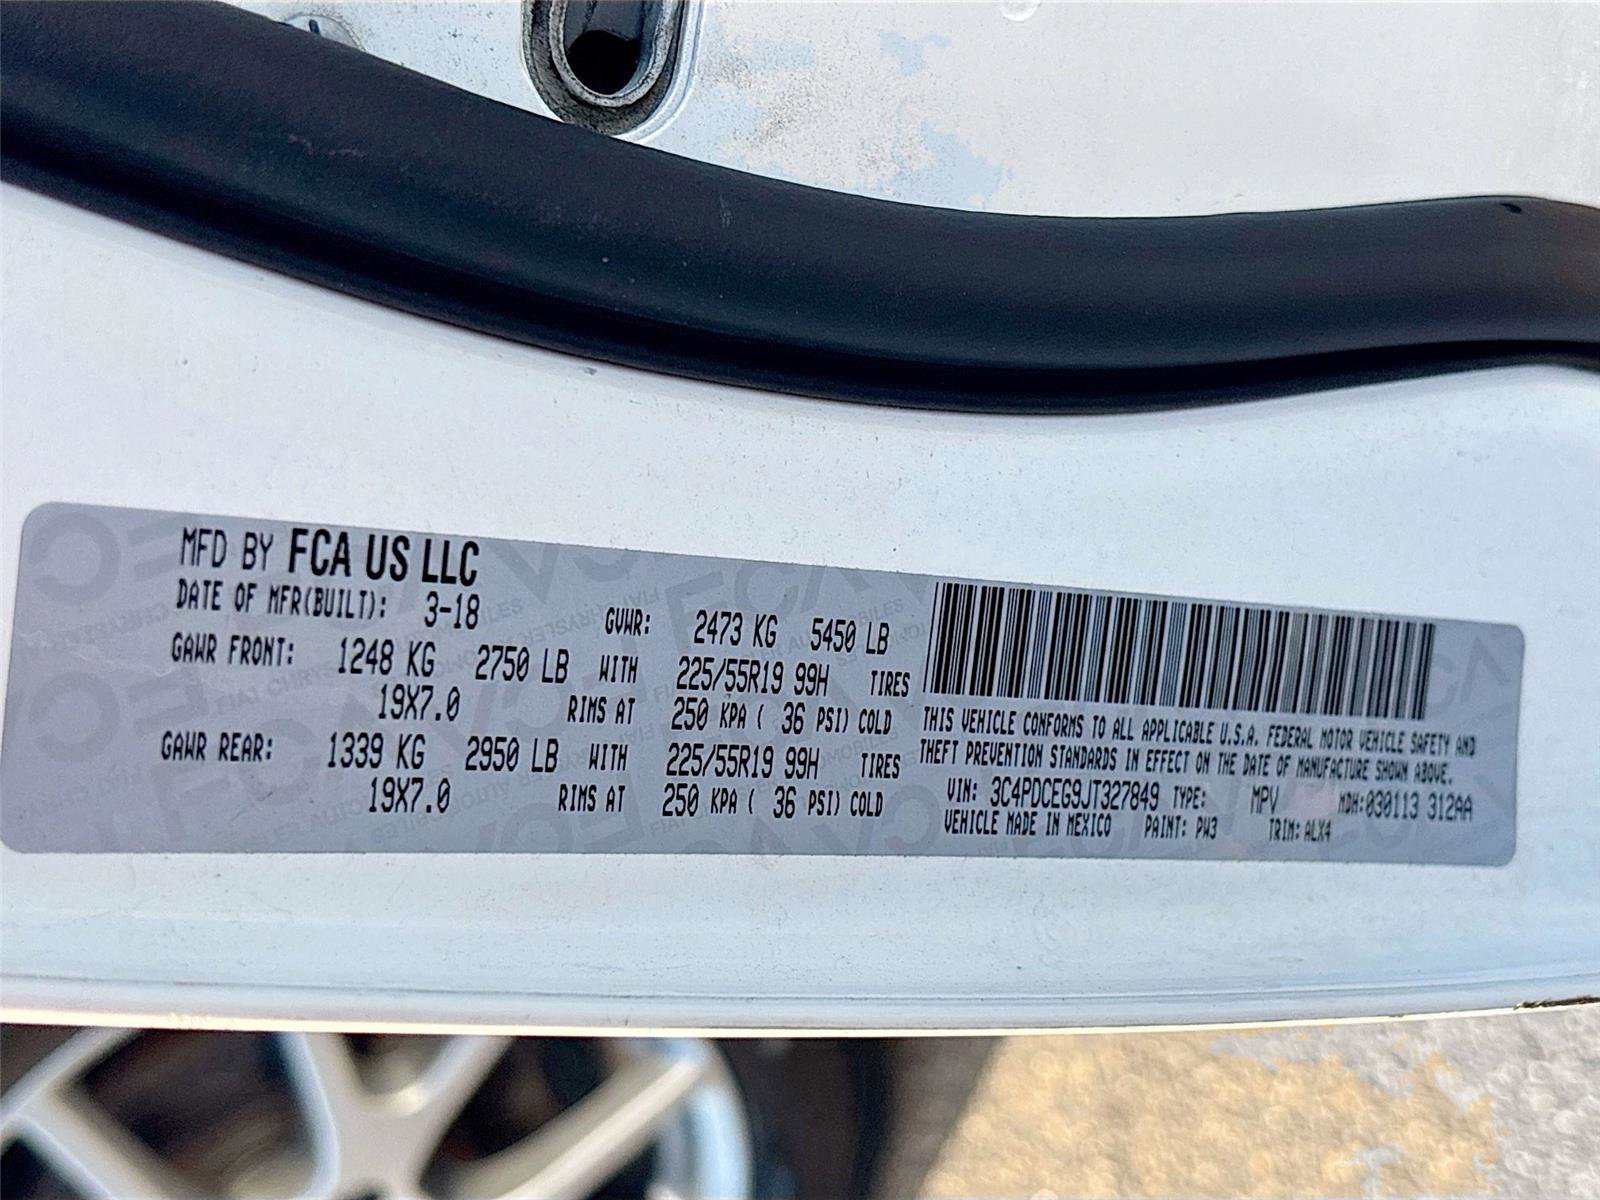 MFD BY FCA US LLC
DATE OF MFR(BUILT): 3-18 GVWR: 2473 KG 5450 LB
GAWR FRONT: 1248 KG 2750 LB WITH 225/55R19 99H TIRES
19X7.0 RIMS AT 250 KPA ( 36 PSI) COLD
GAWR REAR: 1339 KG 2950 LB WITH 225/55R19 99H TIRES
19X7.0 RIMS AT 250 KPA ( 36 PSI) COLD
THIS VEHICLE CONFORMS TO ALL APPLICABLE U.S.A. FEDERAL MOTOR VEHICLE SAFETY AND
THEFT PREVENTION STANDARDS IN EFFECT ON THE DATE OF MANUFACTURE SHOWN ABOVE.
VIN: 3C4PDCEG9JT327849 TYPE: MPV MDH:030113 312AA
VEHICLE MADE IN MEXICO PAINT: PW3 TRIM: ALX4